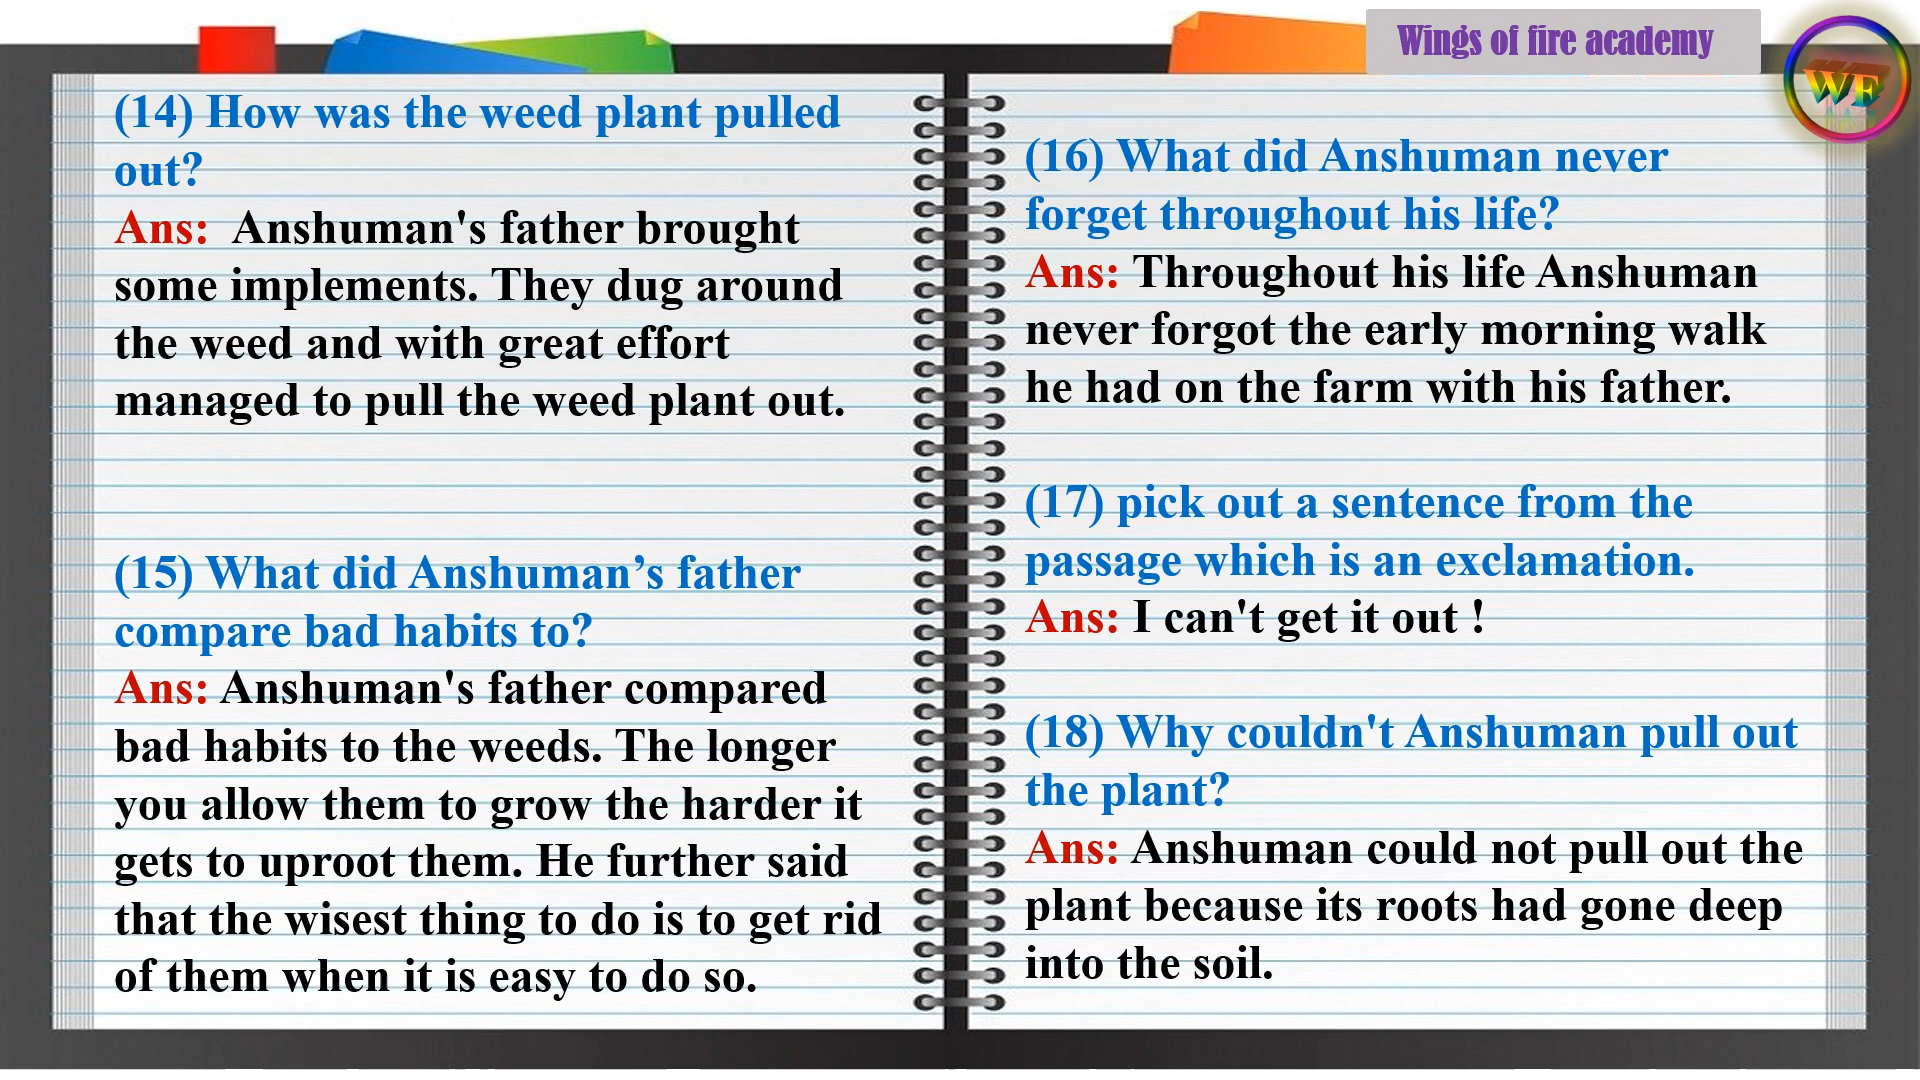 Wings of fire academy
WF
(14) How was the weed plant pulled
out?
Ans: Anshuman's father brought
some implements. They dug around
the weed and with great effort
managed to pull the weed plant out.
(15) What did Anshuman’s father
compare bad habits to?
Ans: Anshuman's father compared
bad habits to the weeds. The longer
you allow them to grow the harder it
gets to uproot them. He further said
that the wisest thing to do is to get rid
of them when it is easy to do so.
(16) What did Anshuman never
forget throughout his life?
Ans: Throughout his life Anshuman
never forgot the early morning walk
he had on the farm with his father.
(17) pick out a sentence from the
passage which is an exclamation.
Ans: I can't get it out !
(18) Why couldn't Anshuman pull out
the plant?
Ans: Anshuman could not pull out the
plant because its roots had gone deep
into the soil.